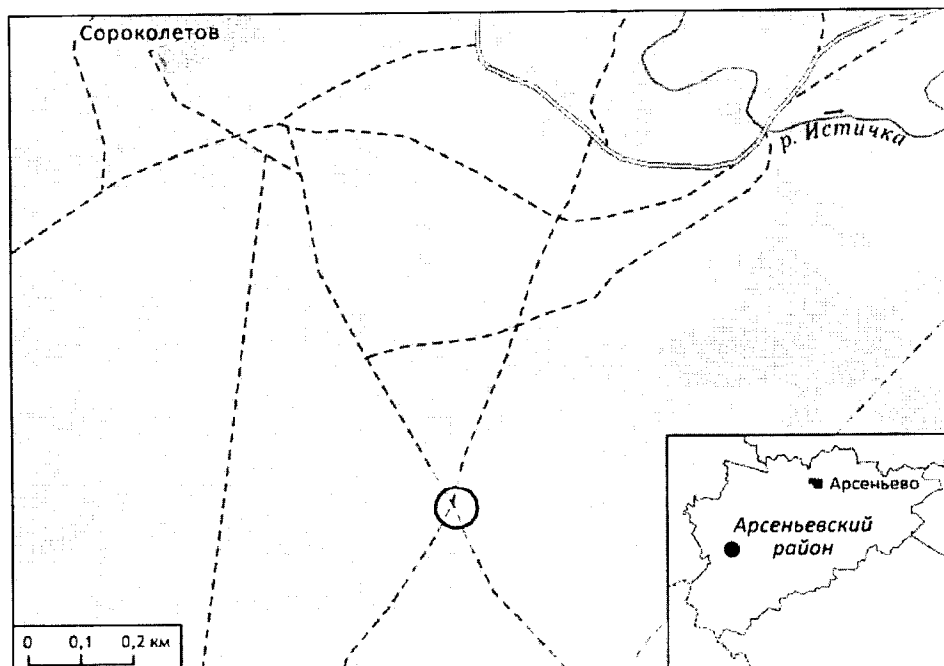 Сороколетов
р. Истичка
Арсеньево
Арсеньевский
район
0 0,1 0,2 км